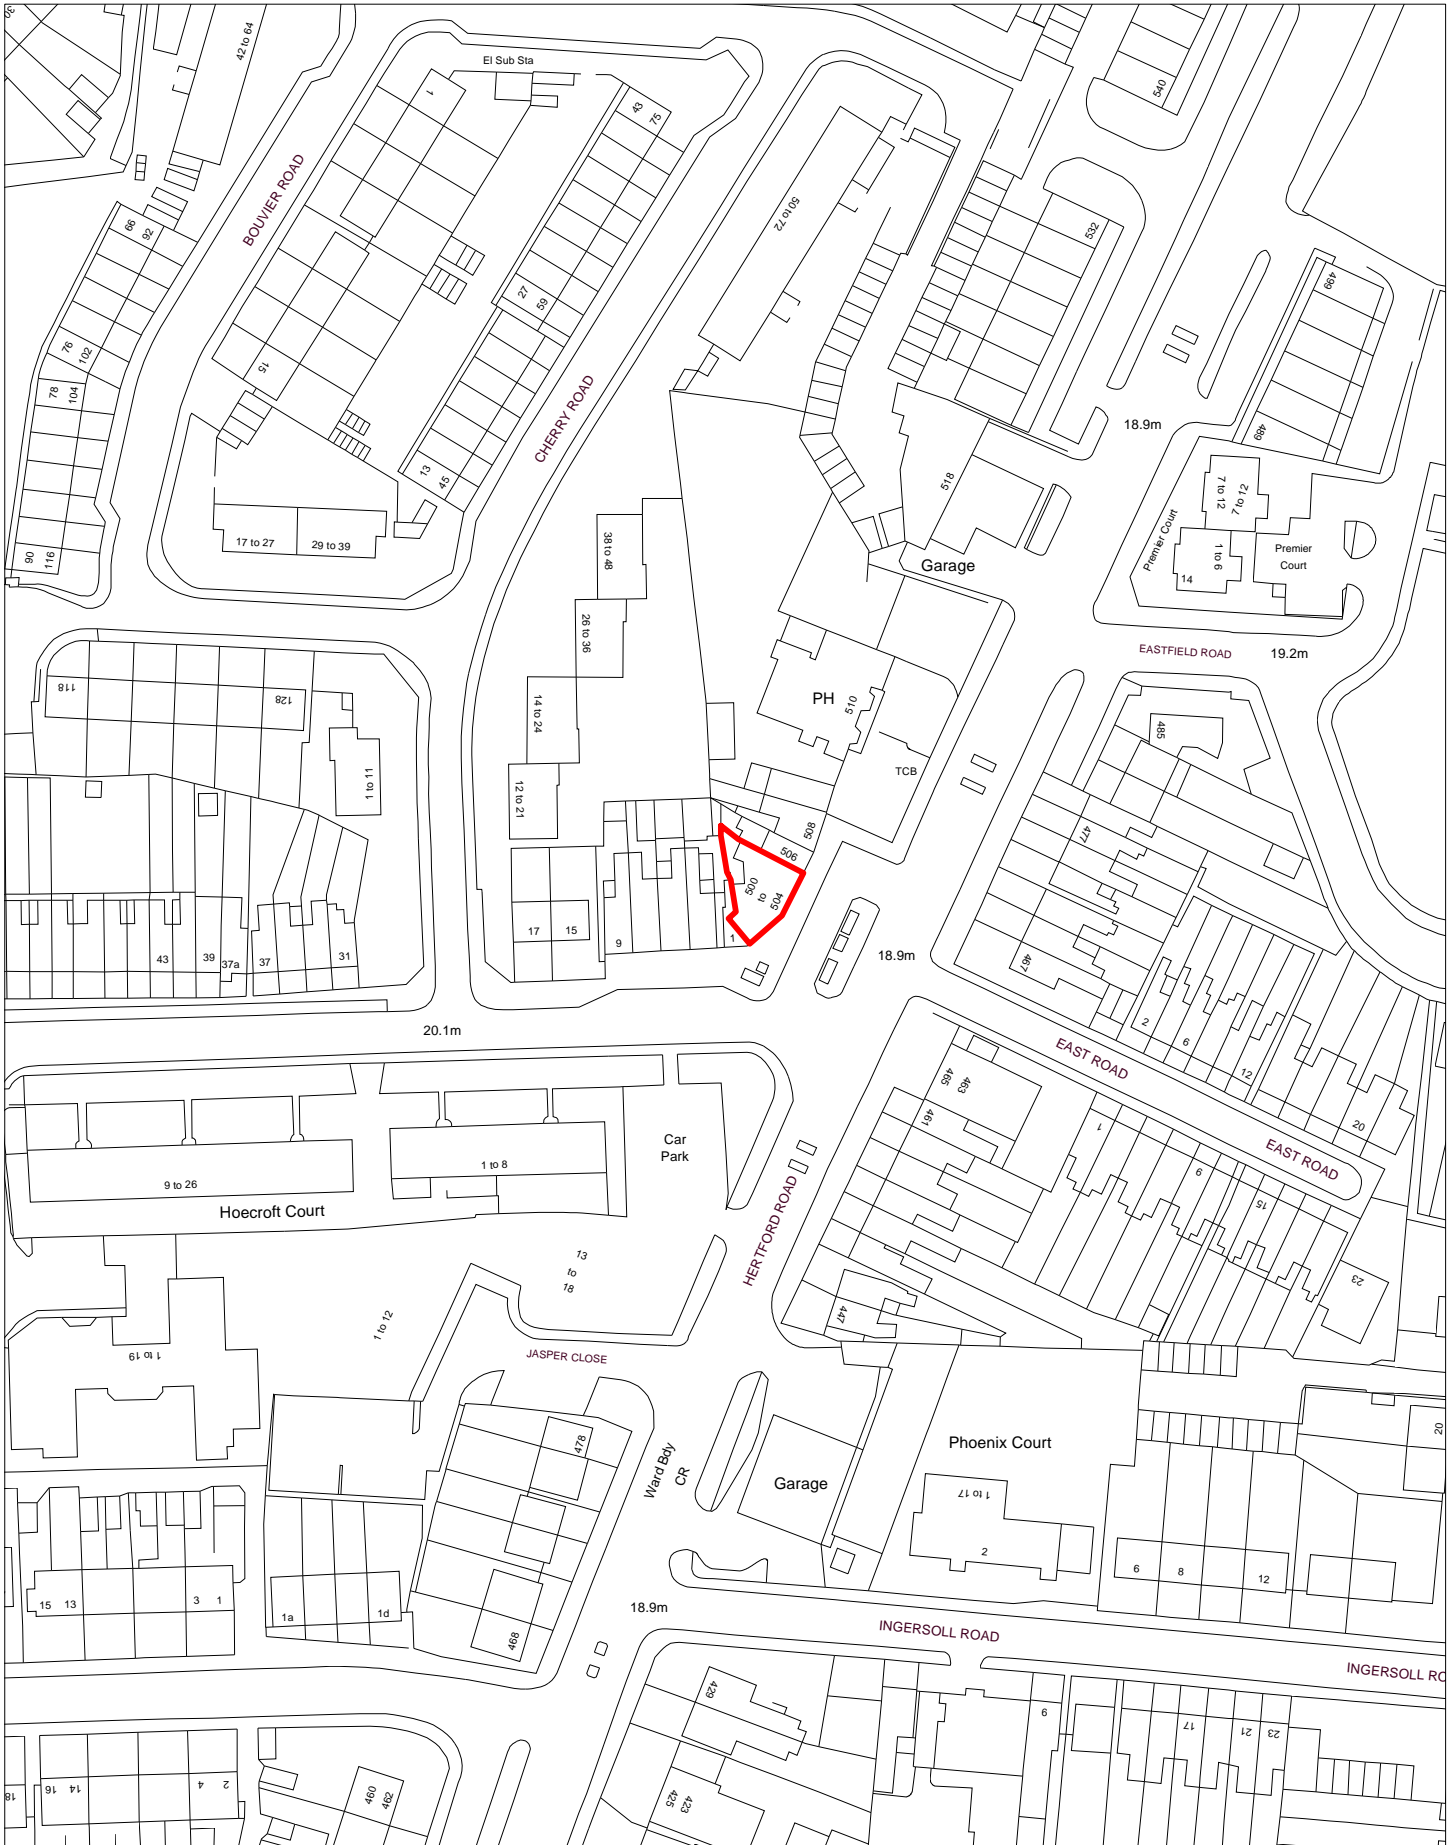 30
42 to 64
El Sub Sta
1
43
75
540
BOUVIER ROAD
66
92
50 to 72
532
499
27
59
76
102
15
78
104
CHERRY ROAD
18.9m
489
13
45
518
7 to 12
7 to 12
17 to 27
29 to 39
38 to 48
Premier Court
1 to 6
14
Premier
Court
90
116
Garage
26 to 36
EASTFIELD ROAD
19.2m
118
128
14 to 24
PH
510
485
TCB
1 to 11
12 to 21
508
506
477
500
to
504
17
15
9
1
43
39
37a
37
31
18.9m
467
20.1m
2
6
12
EAST ROAD
465
463
461
1
20
Car
Park
9
EAST ROAD
1 to 8
9 to 26
Hoecroft Court
15
HERTFORD ROAD
13
to
18
23
1 to 12
447
1 to 19
JASPER CLOSE
478
Ward Bdy
CR
Phoenix Court
20
Garage
1 to 17
2
6
8
12
15
13
3
1
1a
1d
468
18.9m
INGERSOLL ROAD
INGERSOLL RO
429
9
17
21
23
18
16
14
4
2
460
462
425
423